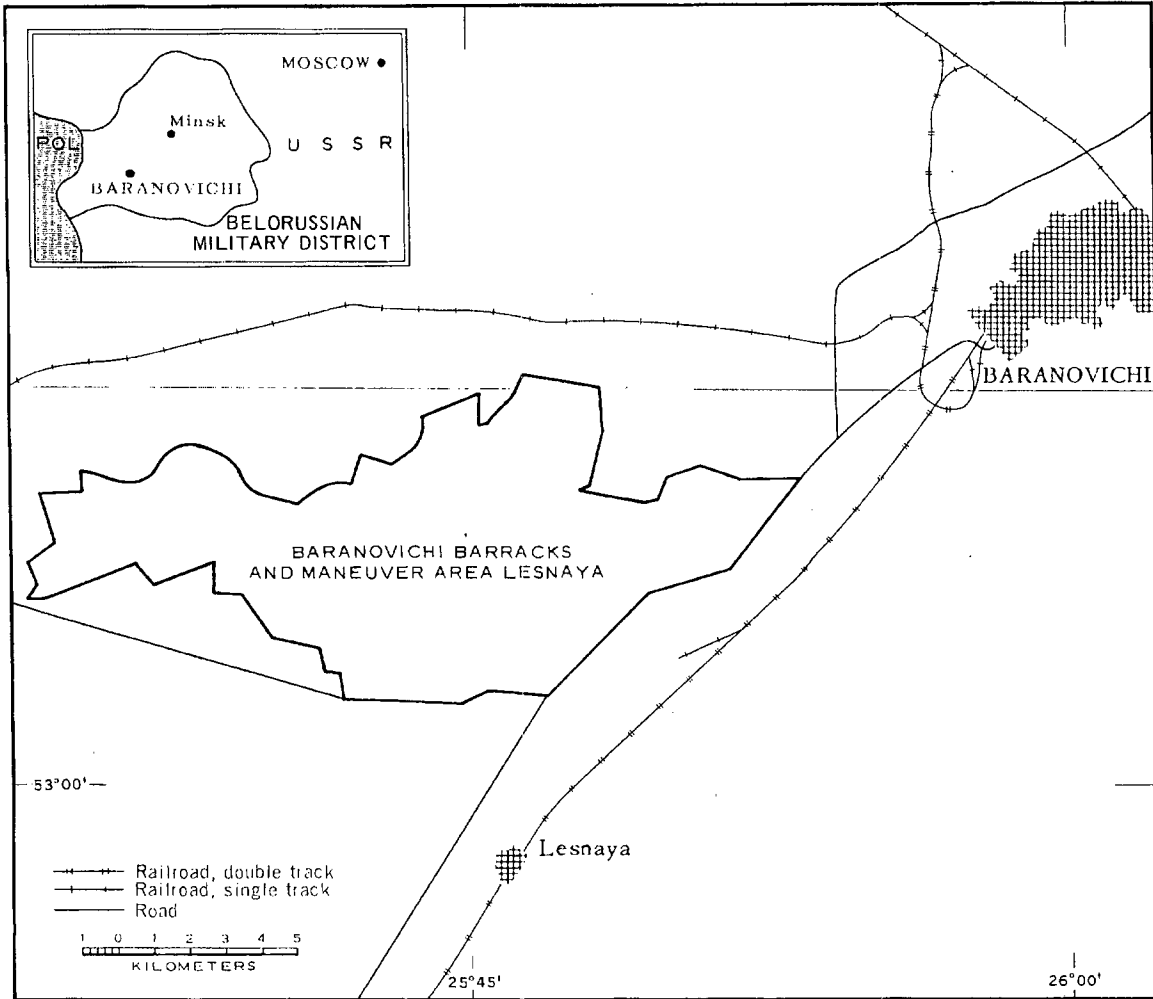 MOSCOW
Minsk
POL
U S S R
BARANOVICHI
BELORUSSIAN
MILITARY DISTRICT
BARANOVICHI
BARANOVICHI BARRACKS
AND MANEUVER AREA LESNAYA
53°00'
Lesnaya
Railroad, double track
Railroad, single track
Road
1 0 1 2 3 4 5
KILOMETERS
25°45'
26°00'